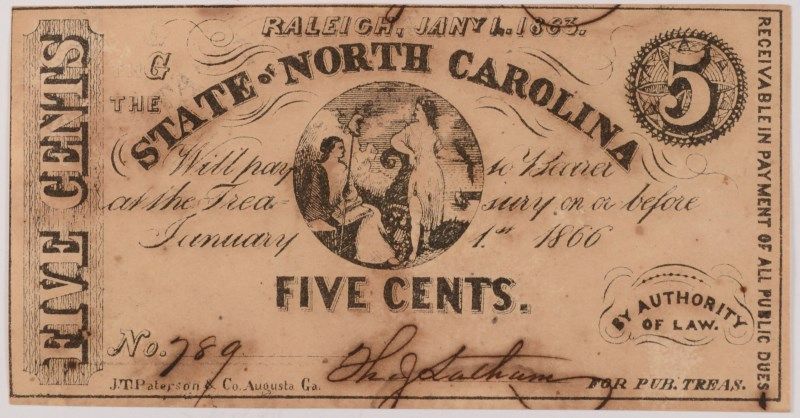 RALEIGH, JANY 1. 1863.
G
THE
STATE of NORTH CAROLINA
5
Will pay to Bearer
at the Treasury on or before
January 1st 1866
FIVE CENTS.
BY AUTHORITY
OF LAW.
No. 789
J.T. Paterson & Co. Augusta Ga.
FOR PUB. TREAS.
FIVE CENTS
RECEIVABLE IN PAYMENT OF ALL PUBLIC DUES